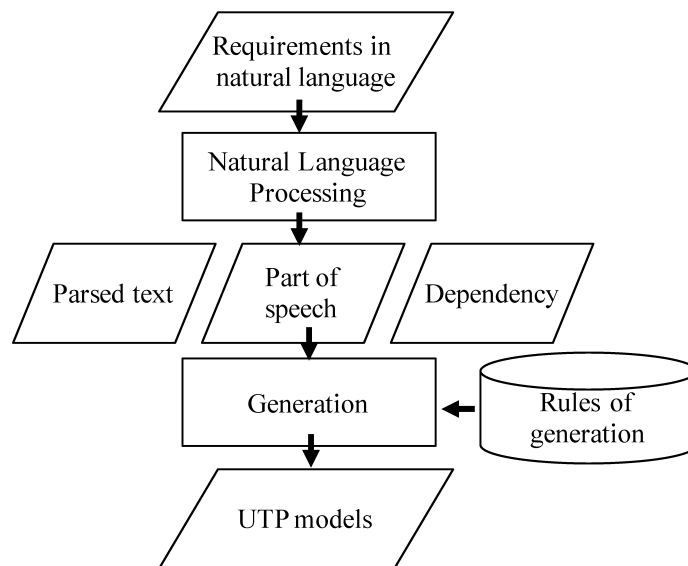 Requirements in
natural language
Natural Language
Processing
Parsed text
Part of
speech
Dependency
Generation
Rules of
generation
UTP models